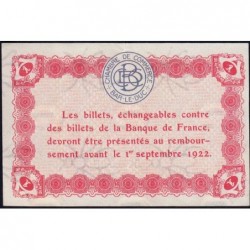 CHAMBRE DE COMMERCE
BAR-LE-DUC
Les billets, échangeables contre
des billets de la Banque de France,
devront être présentés au rembour-
sement avant le 1er septembre 1922.